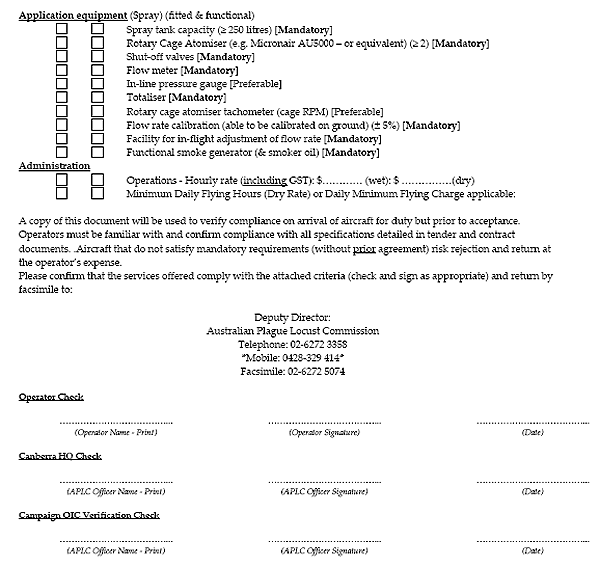 Application equipment (Spray) (fitted & functional)
Spray tank capacity (≥ 250 litres) [Mandatory]
Rotary Cage Atomiser (e.g. Micronair AU5000 – or equivalent) (≥ 2) [Mandatory]
Shut-off valves [Mandatory]
Flow meter [Mandatory]
In-line pressure gauge [Preferable]
Totaliser [Mandatory]
Rotary cage atomiser tachometer (cage RPM) [Preferable]
Flow rate calibration (able to be calibrated on ground) (± 5%) [Mandatory]
Facility for in-flight adjustment of flow rate [Mandatory]
Functional smoke generator (& smoker oil) [Mandatory]
Administration
Operations - Hourly rate (including GST): $………… (wet): $ ……………(dry)
Minimum Daily Flying Hours (Dry Rate) or Daily Minimum Flying Charge applicable:
A copy of this document will be used to verify compliance on arrival of aircraft for duty but prior to acceptance.
Operators must be familiar with and confirm compliance with all specifications detailed in tender and contract
documents. .Aircraft that do not satisfy mandatory requirements (without prior agreement) risk rejection and return at
the operator's expense.
Please confirm that the services offered comply with the attached criteria (check and sign as appropriate) and return by
facsimile to:
Deputy Director:
Australian Plague Locust Commission
Telephone: 02-6272 3358
*Mobile: 0428-329 414*
Facsimile: 02-6272 5074
Operator Check
(Operator Name - Print) (Operator Signature) (Date)
Canberra HO Check
(APLC Officer Name - Print) (APLC Officer Signature) (Date)
Campaign OIC Verification Check
(APLC Officer Name - Print) (APLC Officer Signature) (Date)